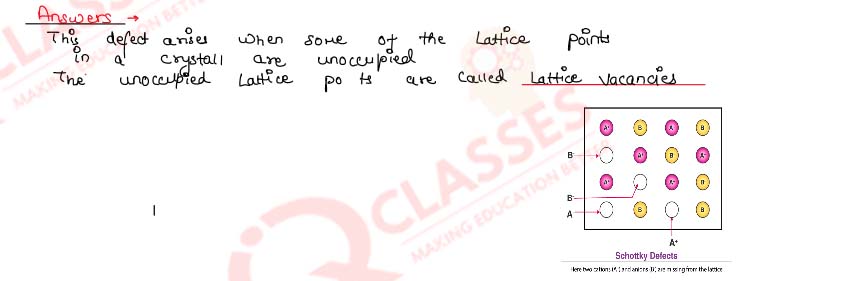 Answers →
This defect arises when some of the Lattice points
in a crystall are unoccupied
The unoccupied Lattice po ts are called Lattice vacancies
A⁺ B⁻ A⁺ B⁻
B⁻ A⁺ B⁻ A⁺
A⁺ A⁺ B⁻
B⁻
A B⁻ B⁻
A⁺
Schottky Defects
Here two cations (A⁺) and anions (B⁻) are missing from the lattice
CLASSES
MAKING EDUCATION BETTER